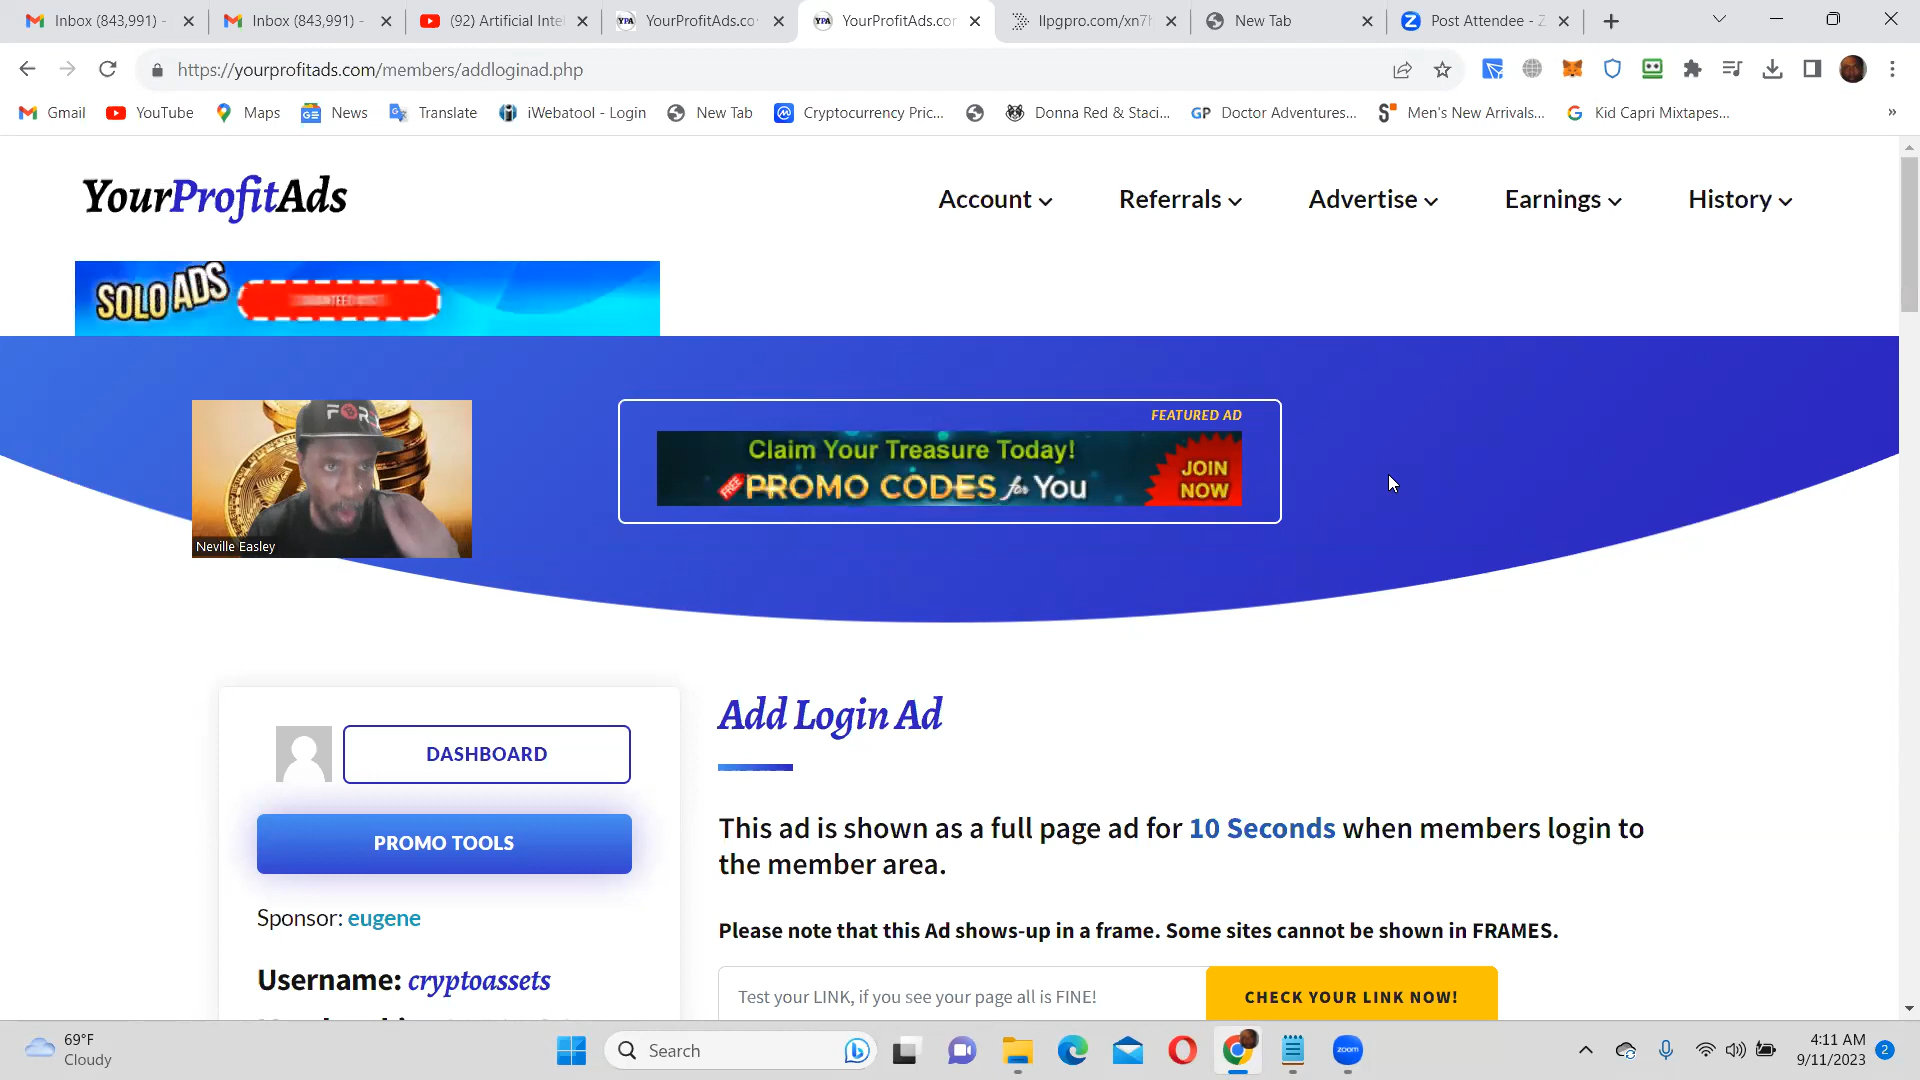 Inbox (843,991) -
Inbox (843,991) -
(92) Artificial Inte
YourProfitAds.co
YourProfitAds.cor
llpgpro.com/xn7h
New Tab
Post Attendee - Z
https://yourprofitads.com/members/addloginad.php
Gmail
YouTube
Maps
News
Translate
iWebatool - Login
New Tab
Cryptocurrency Pric...
Donna Red & Staci...
GP Doctor Adventures...
Men's New Arrivals...
Kid Capri Mixtapes...
»
YourProfitAds
Account
Referrals
Advertise
Earnings
History
SOLO ADS
FEATURED AD
Claim Your Treasure Today!
FREE PROMO CODES for You
JOIN NOW
Neville Easley
DASHBOARD
PROMO TOOLS
Sponsor: eugene
Username: cryptoassets
Add Login Ad
This ad is shown as a full page ad for 10 Seconds when members login to
the member area.
Please note that this Ad shows-up in a frame. Some sites cannot be shown in FRAMES.
Test your LINK, if you see your page all is FINE!
CHECK YOUR LINK NOW!
69°F
Cloudy
Search
zoom
4:11 AM
9/11/2023
2